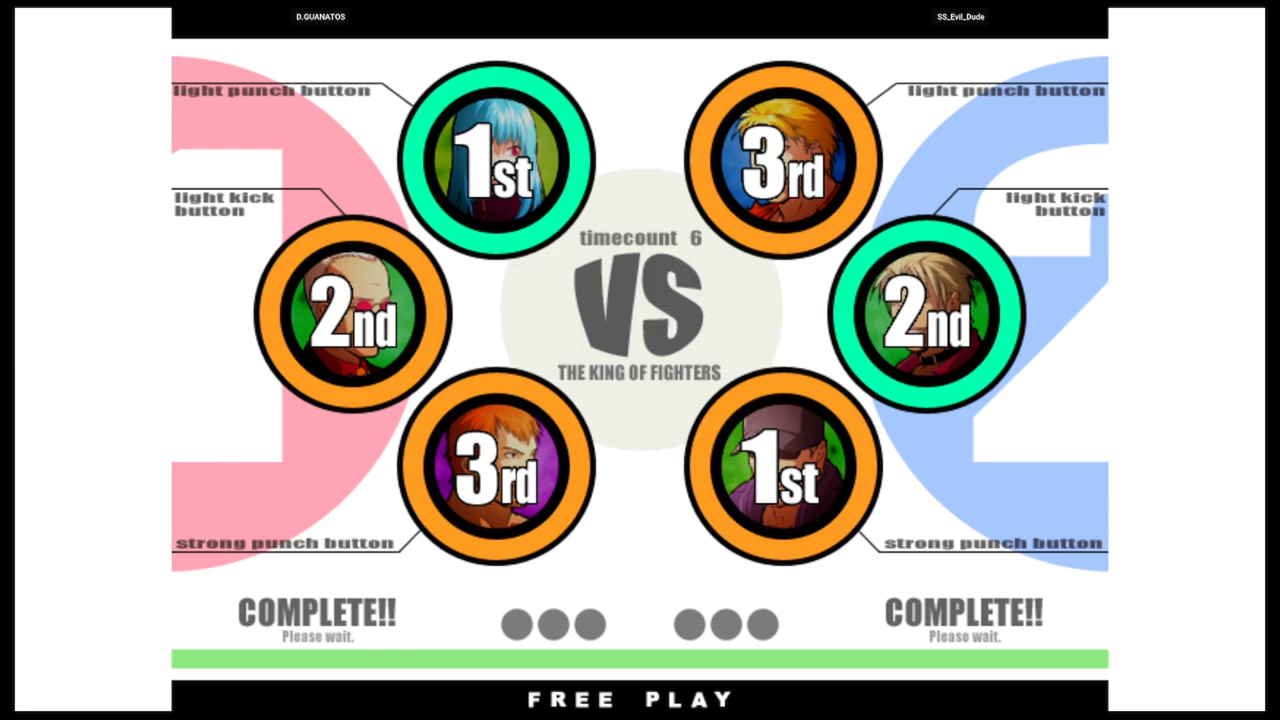 D.GUANATOS
SS_Evil_Dude
light punch button
light punch button
1st
3rd
light kick
button
light kick
button
timecount 6
VS
THE KING OF FIGHTERS
2nd
2nd
3rd
1st
strong punch button
strong punch button
COMPLETE!!
Please wait.
COMPLETE!!
Please wait.
FREE PLAY